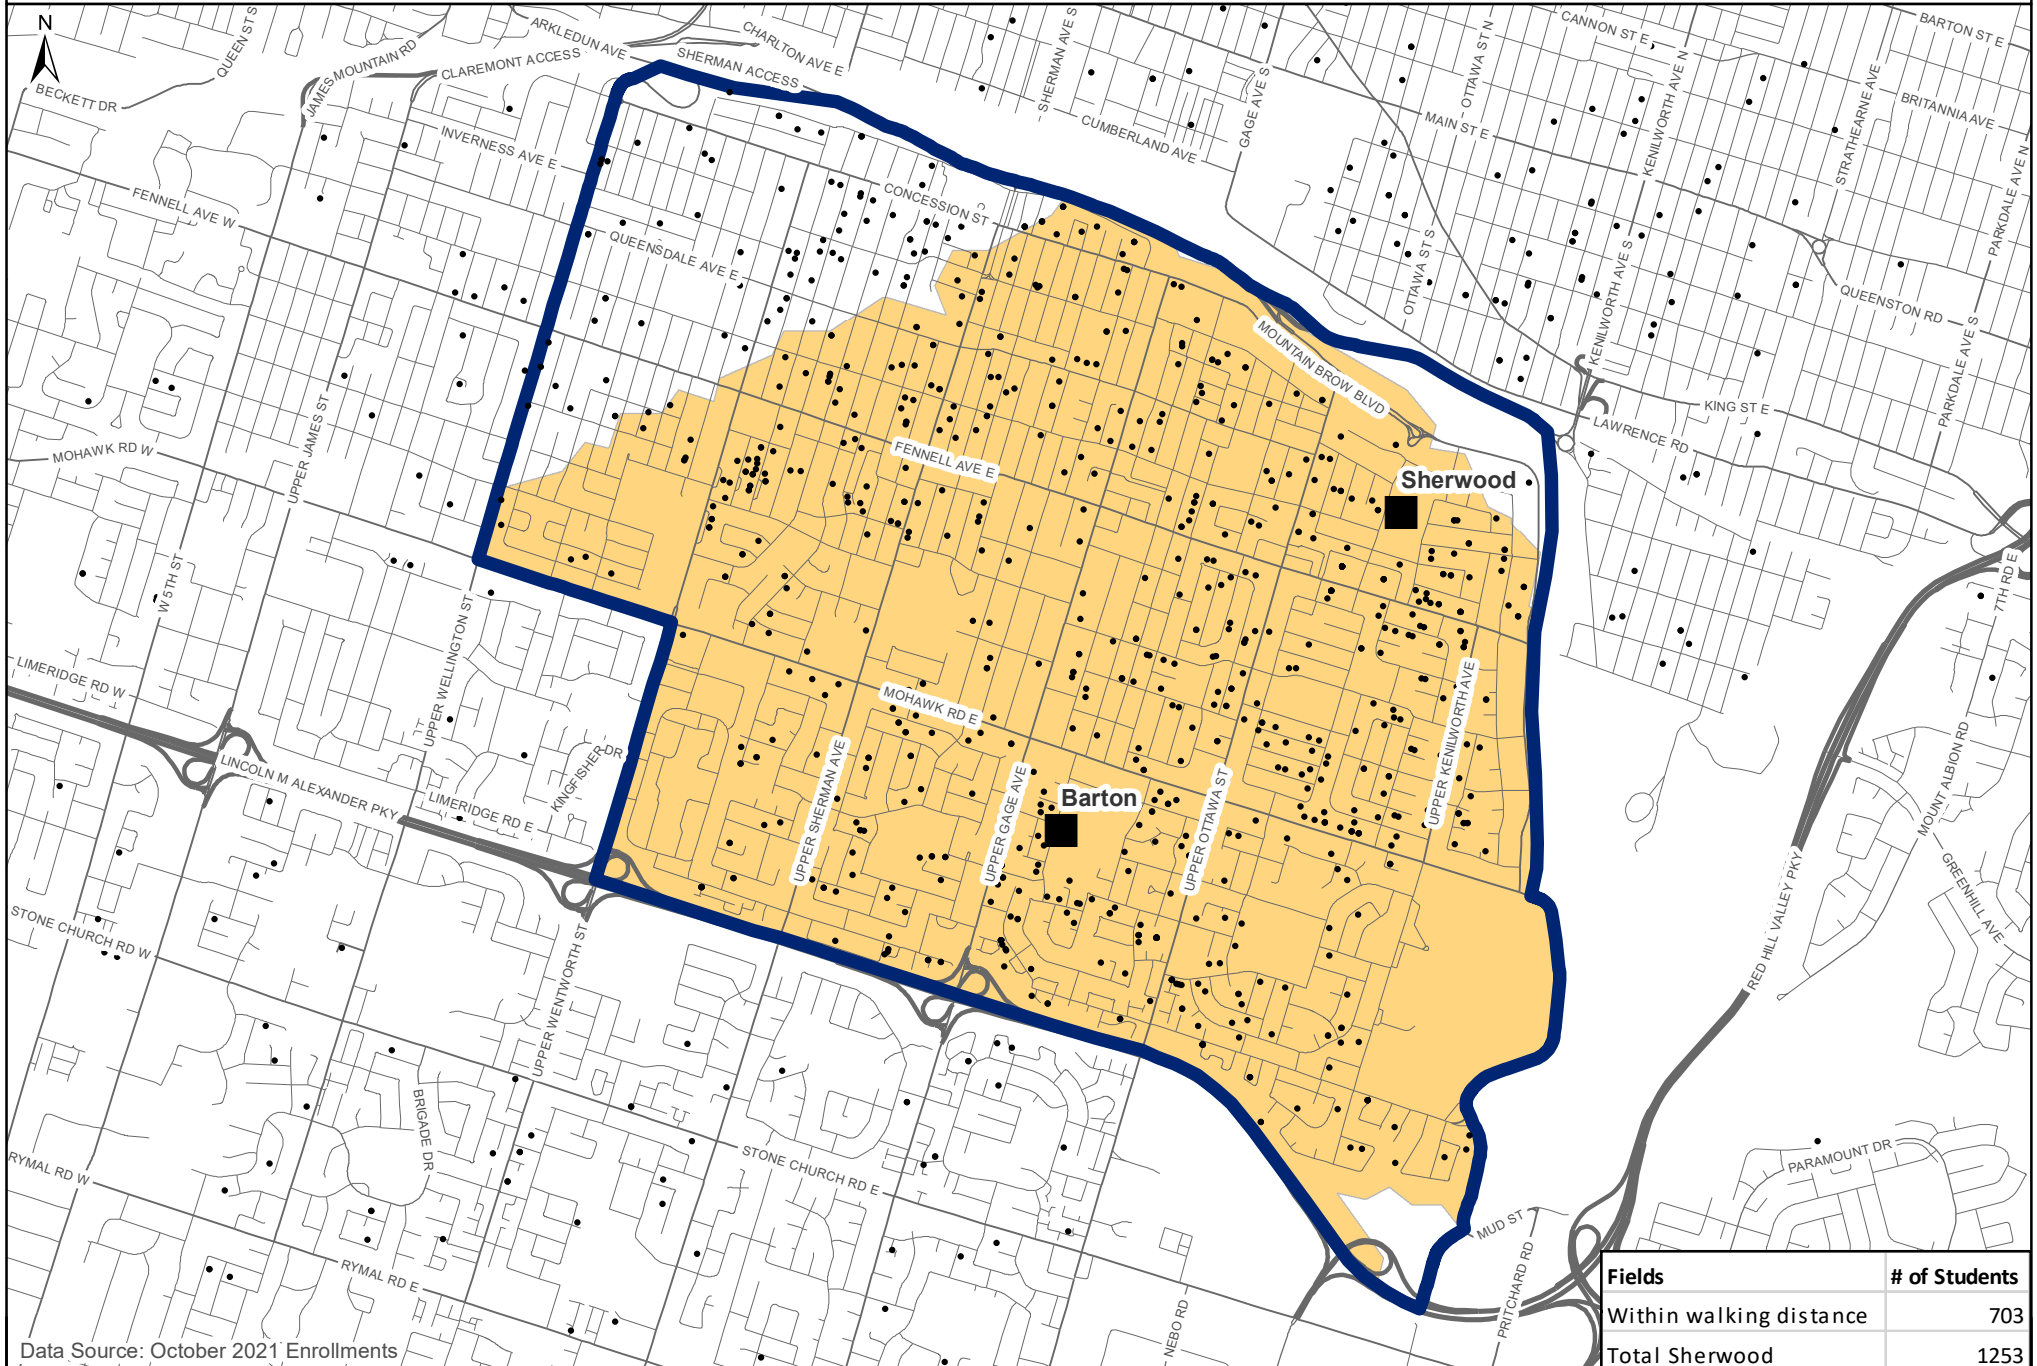 N
QUEEN ST S
ARKLEDUN AVE
CHARLTON AVE E
SHERMAN AVE S
CANNON ST E
BARTON ST E
JAMES MOUNTAIN RD
CLAREMONT ACCESS
SHERMAN ACCESS
GAGE AVE S
OTTAWA ST N
KENILWORTH AVE N
STRATHEARNE AVE
BECKETT DR
BRITANNIA AVE
INVERNESS AVE E
CUMBERLAND AVE
MAIN ST E
PARKDALE AVE N
FENNELL AVE W
CONCESSION ST
QUEENSDALE AVE E
OTTAWA ST S
KENILWORTH AVE S
QUEENSTON RD
MOUNTAIN BROW BLVD
PARKDALE AVE S
KING ST E
LAWRENCE RD
MOHAWK RD W
UPPER JAMES ST
FENNELL AVE E
Sherwood
W 5TH ST
7TH RD E
UPPER WELLINGTON ST
LIMERIDGE RD W
MOHAWK RD E
UPPER KENILWORTH AVE
KINGFISHER DR
LINCOLN M ALEXANDER PKY
LIMERIDGE RD E
UPPER SHERMAN AVE
UPPER GAGE AVE
Barton
UPPER OTTAWA ST
MOUNT ALBION RD
GREENHILL AVE
RED HILL VALLEY PKY
STONE CHURCH RD W
UPPER WENTWORTH ST
BRIGADE DR
STONE CHURCH RD E
PARAMOUNT DR
RYMAL RD W
MUD ST
RYMAL RD E
NEBO RD
PRITCHARD RD
Fields # of Students
Within walking distance 703
Total Sherwood 1253
Data Source: October 2021 Enrollments